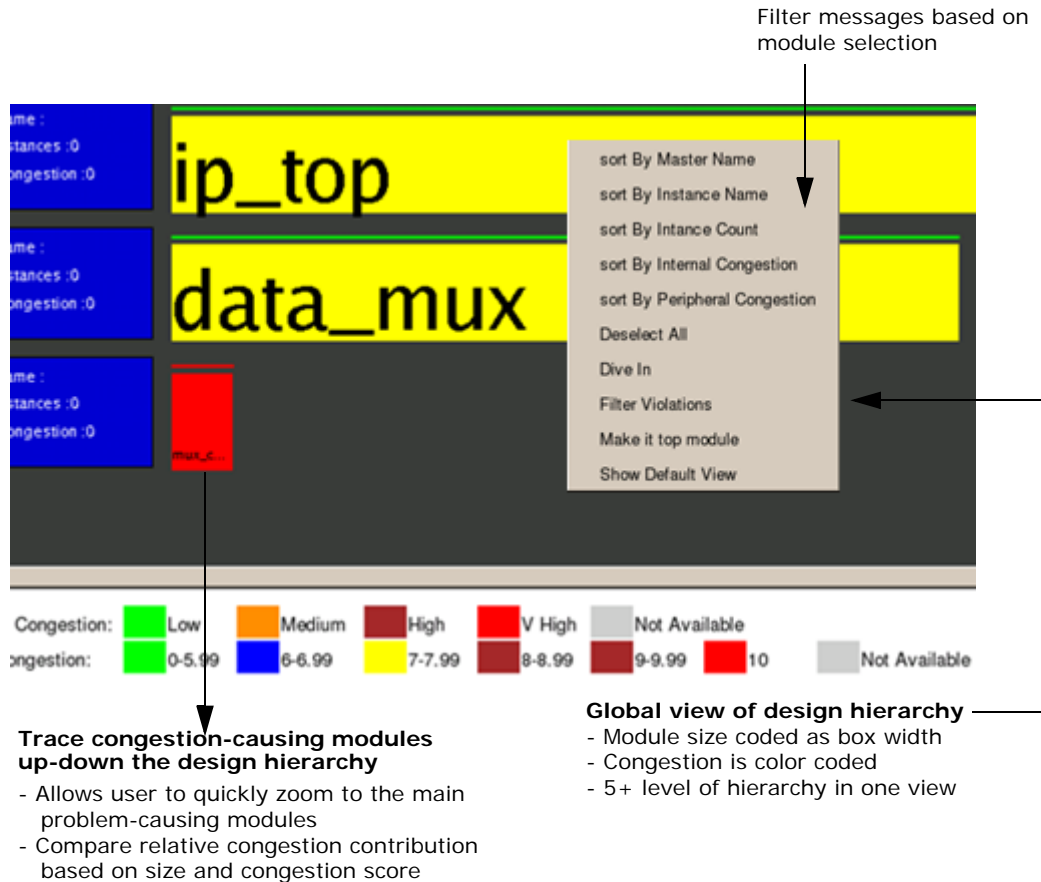 Filter messages based on
module selection
ame :
stances :0
ongestion :0
ip_top
sort By Master Name
sort By Instance Name
sort By Intance Count
sort By Internal Congestion
sort By Peripheral Congestion
Deselect All
Dive In
Filter Violations
Make it top module
Show Default View
ame :
stances :0
ongestion :0
data_mux
ame :
stances :0
ongestion :0
mux_c...
Congestion: Low Medium High V High Not Available
ongestion: 0-5.99 6-6.99 7-7.99 8-8.99 9-9.99 10 Not Available
Trace congestion-causing modules
up-down the design hierarchy
- Allows user to quickly zoom to the main
problem-causing modules
- Compare relative congestion contribution
based on size and congestion score
Global view of design hierarchy
- Module size coded as box width
- Congestion is color coded
- 5+ level of hierarchy in one view